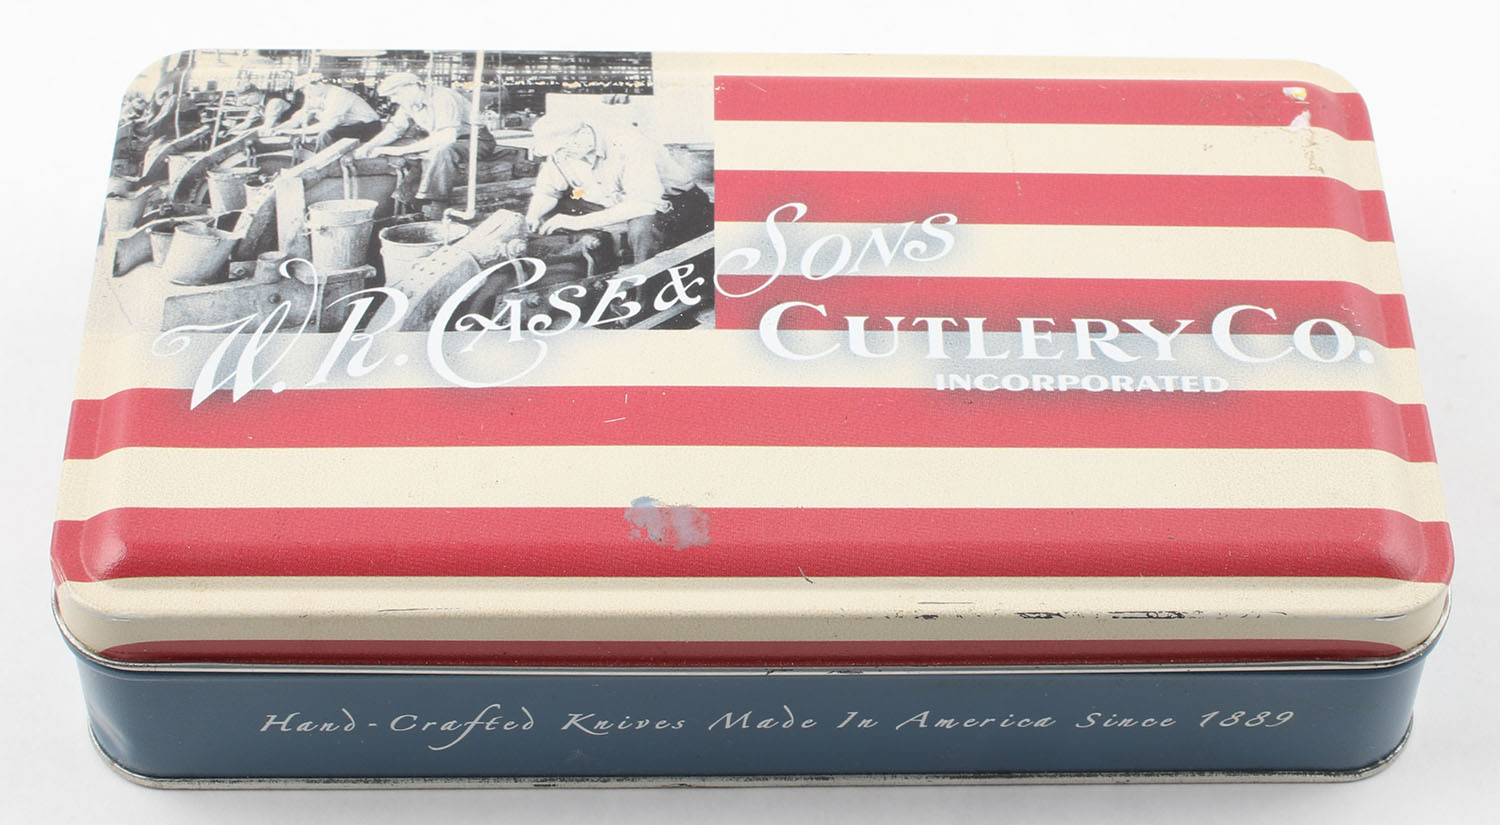 W.R. Case & Sons
Cutlery Co.
INCORPORATED
Hand-Crafted Knives Made In America Since 1889